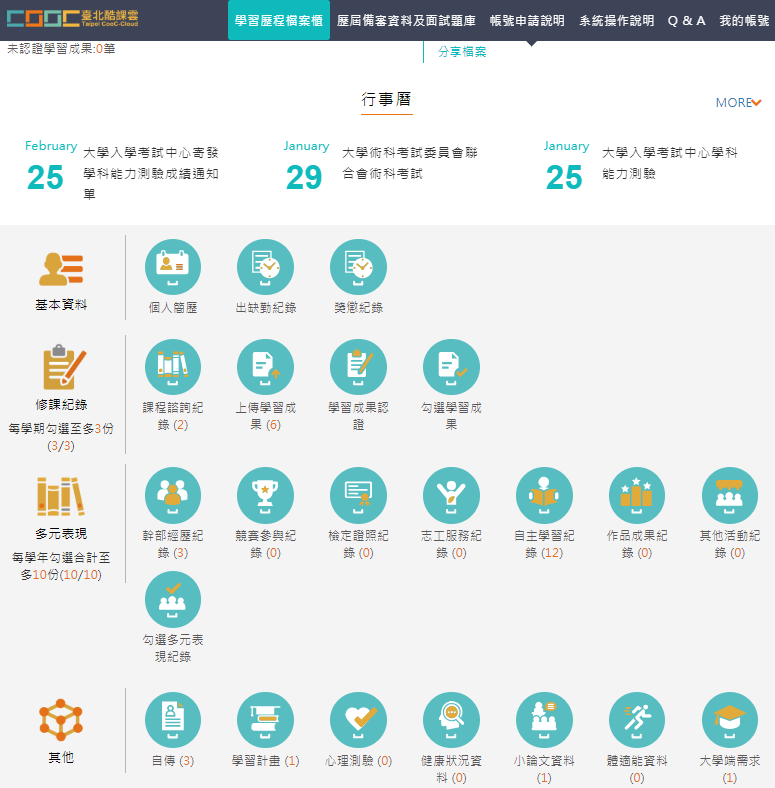 COOC 臺北酷課雲
Taipei CooC-Cloud
學習歷程檔案櫃 歷屆備審資料及面試題庫 帳號申請說明 系統操作說明 Q & A 我的帳號
未認證學習成果:0筆
分享檔案
行事曆
MORE
February
25
大學入學考試中心寄發
學科能力測驗成績通知
單
January
29
大學術科考試委員會聯
合會術科考試
January
25
大學入學考試中心學科
能力測驗
基本資料
個人簡歷
出缺勤紀錄
獎懲紀錄
修課紀錄
每學期勾選至多3份
(3/3)
課程諮詢紀
錄 (2)
上傳學習成
果 (6)
學習成果認
證
勾選學習成
果
多元表現
每學年勾選合計至
多10份(10/10)
幹部經歷紀
錄 (3)
競賽參與紀
錄 (0)
檢定證照紀
錄 (0)
志工服務紀
錄 (0)
自主學習紀
錄 (12)
作品成果紀
錄 (0)
其他活動紀
錄 (0)
勾選多元表
現紀錄
其他
自傳 (3)
學習計畫 (1)
心理測驗 (0)
健康狀況資
料 (0)
小論文資料
(1)
體適能資料
(0)
大學端需求
(1)